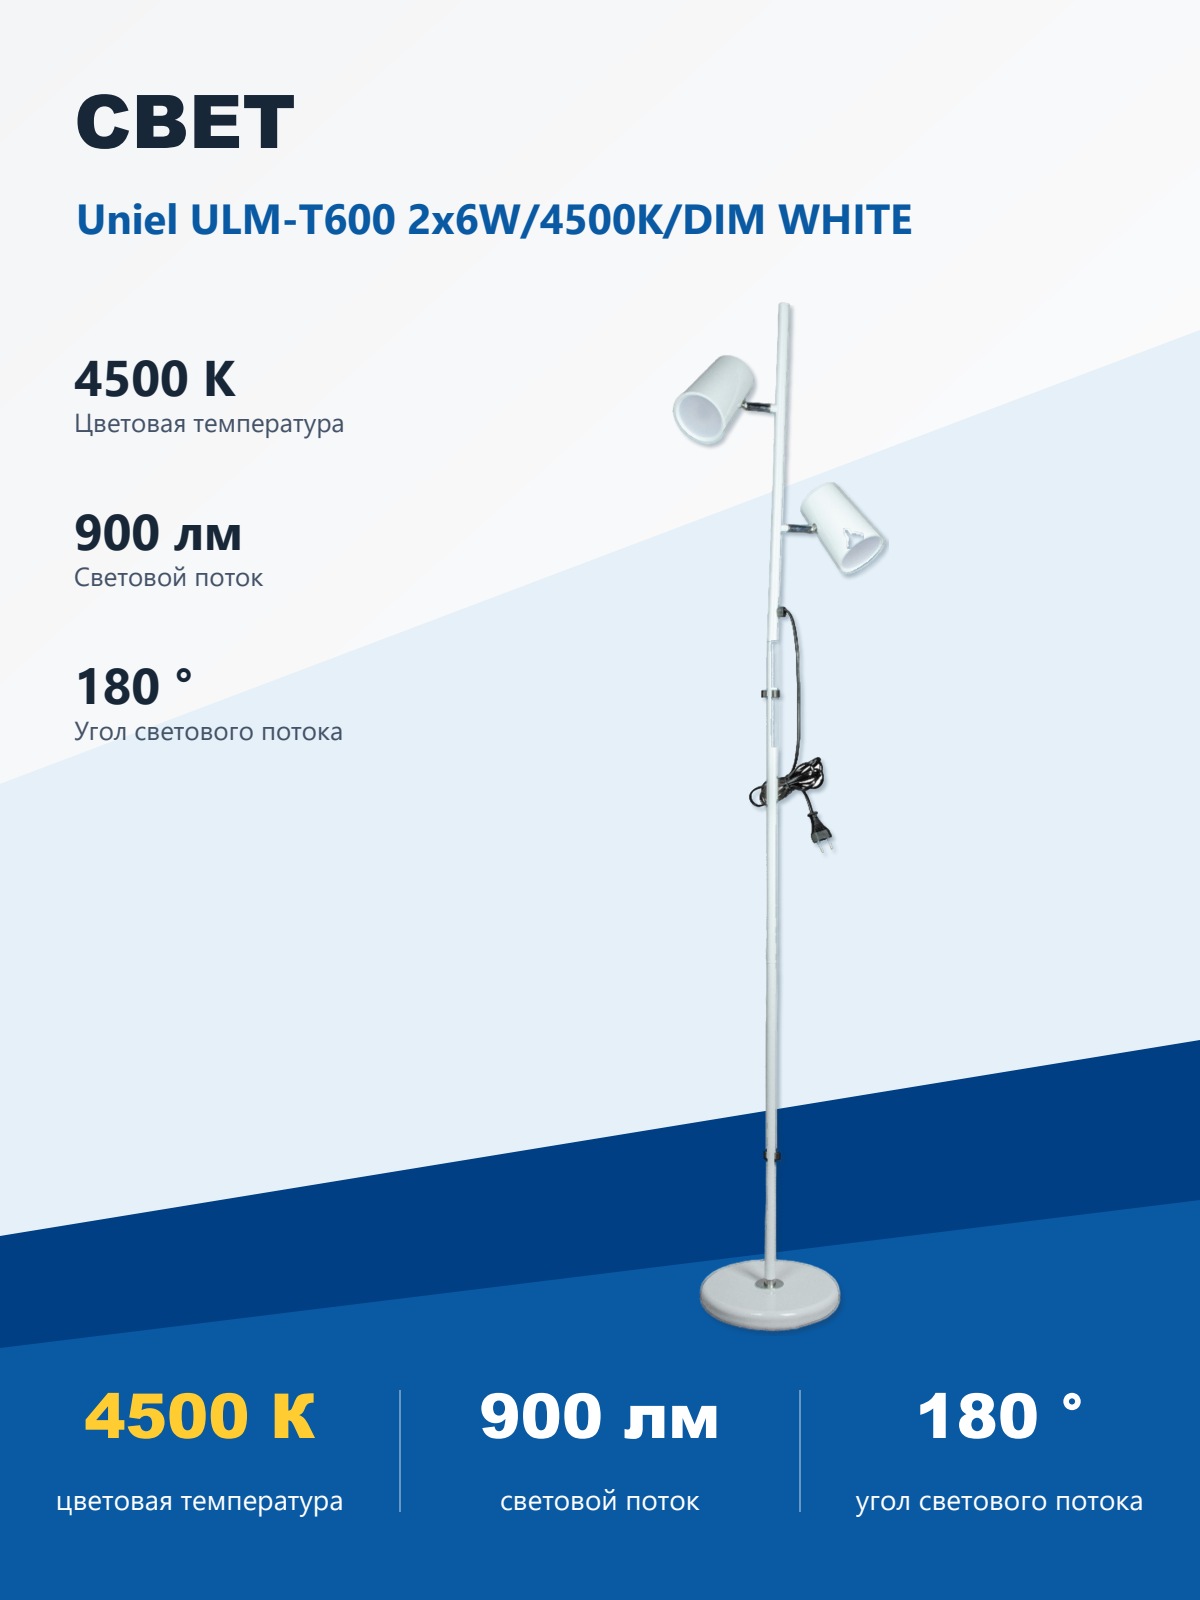 СВЕТ
Uniel ULM-T600 2x6W/4500K/DIM WHITE
4500 К
Цветовая температура
900 лм
Световой поток
180 °
Угол светового потока
4500 К
цветовая температура
900 лм
световой поток
180 °
угол светового потока